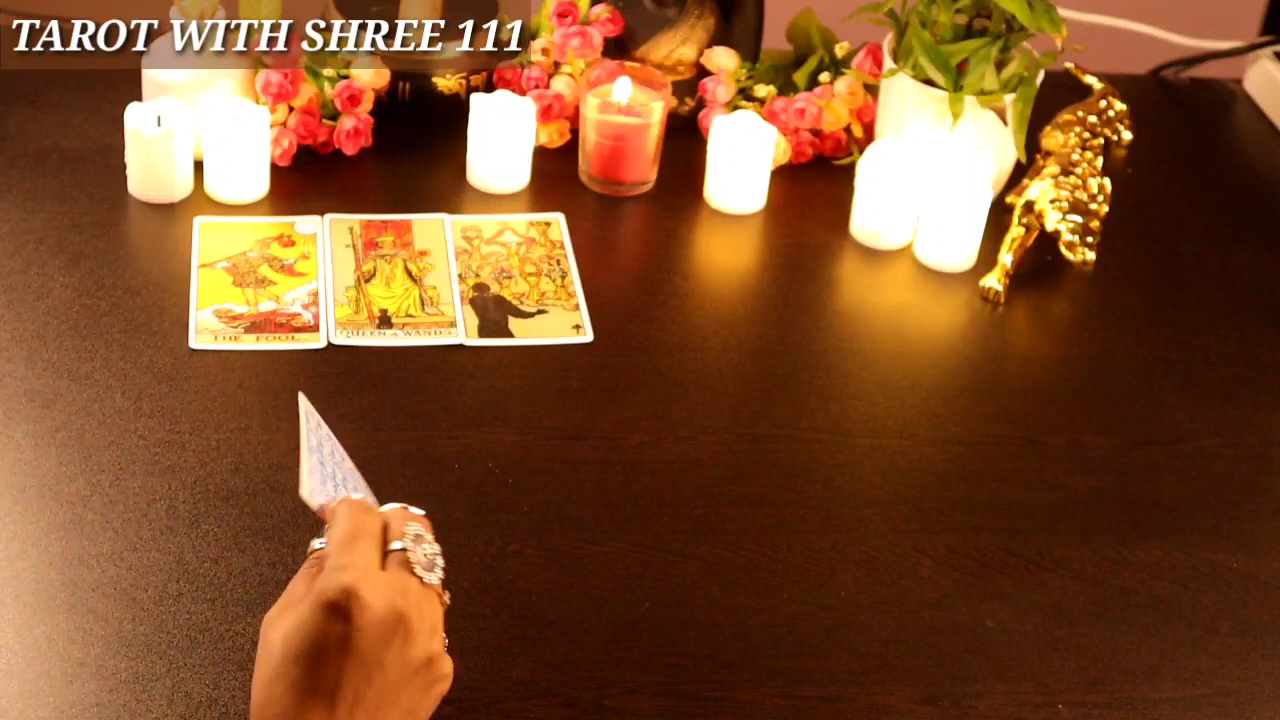 TAROT WITH SHREE 111
THE FOOL.
QUEEN of WANDS.